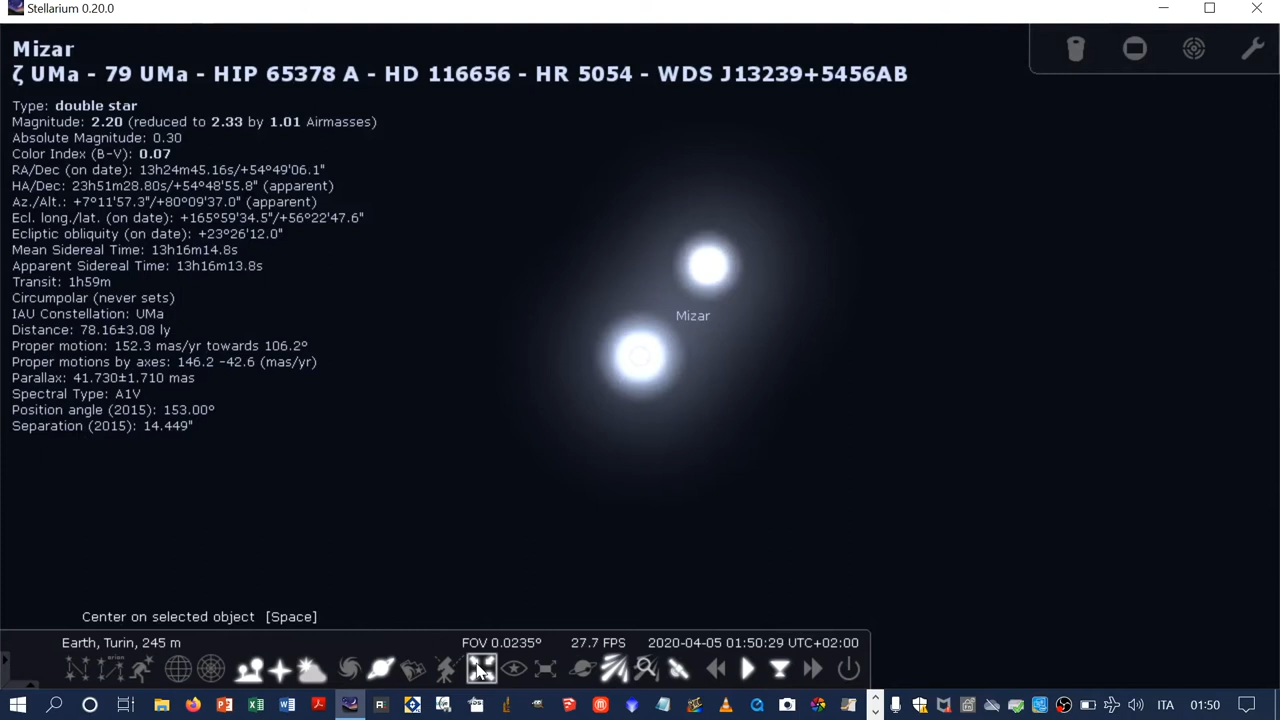 Stellarium 0.20.0
Mizar
ζ UMa - 79 UMa - HIP 65378 A - HD 116656 - HR 5054 - WDS J13239+5456AB
Type: double star
Magnitude: 2.20 (reduced to 2.33 by 1.01 Airmasses)
Absolute Magnitude: 0.30
Color Index (B-V): 0.07
RA/Dec (on date): 13h24m45.16s/+54°49'06.1"
HA/Dec: 23h51m28.80s/+54°48'55.8" (apparent)
Az./Alt.: +7°11'57.3"/+80°09'37.0" (apparent)
Ecl. long./lat. (on date): +165°59'34.5"/+56°22'47.6"
Ecliptic obliquity (on date): +23°26'12.0"
Mean Sidereal Time: 13h16m14.8s
Apparent Sidereal Time: 13h16m13.8s
Transit: 1h59m
Circumpolar (never sets)
IAU Constellation: UMa
Distance: 78.16±3.08 ly
Proper motion: 152.3 mas/yr towards 106.2°
Proper motions by axes: 146.2 -42.6 (mas/yr)
Parallax: 41.730±1.710 mas
Spectral Type: A1V
Position angle (2015): 153.00°
Separation (2015): 14.449"
Mizar
Center on selected object [Space]
Earth, Turin, 245 m FOV 0.0235° 27.7 FPS 2020-04-05 01:50:29 UTC+02:00
ITA 01:50